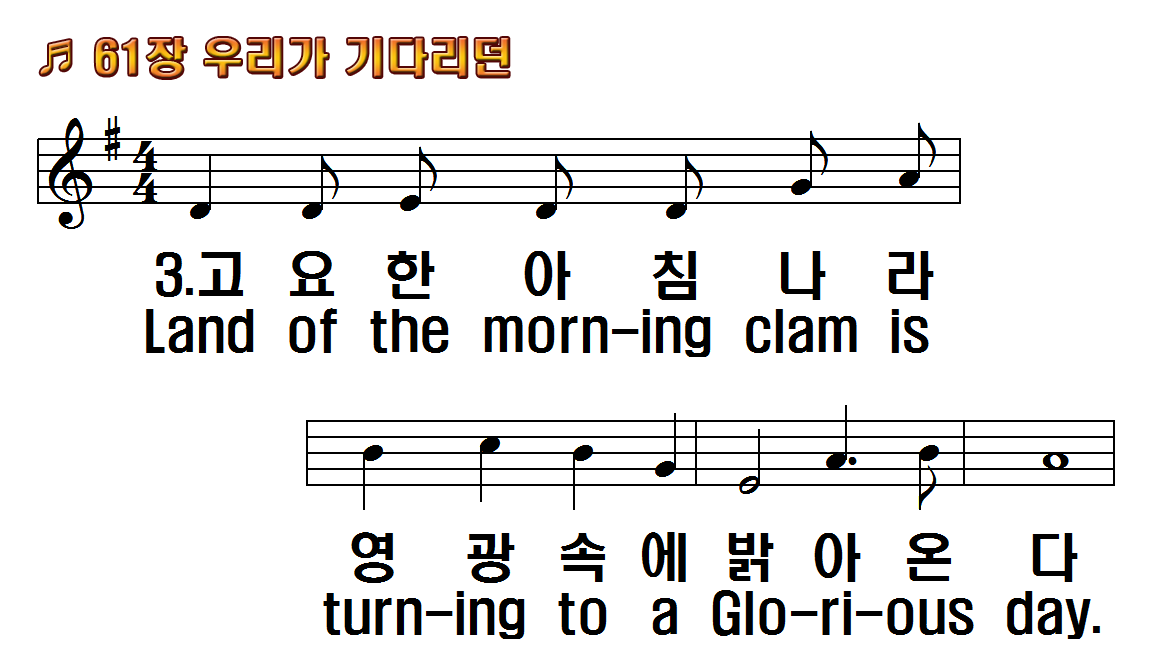 ♬ 61장 우리가 기다리던
3.고 요 한 아 침 나 라
Land of the morn-ing clam is
영 광 속 에 밝 아 온 다
turn-ing to a Glo-ri-ous day.